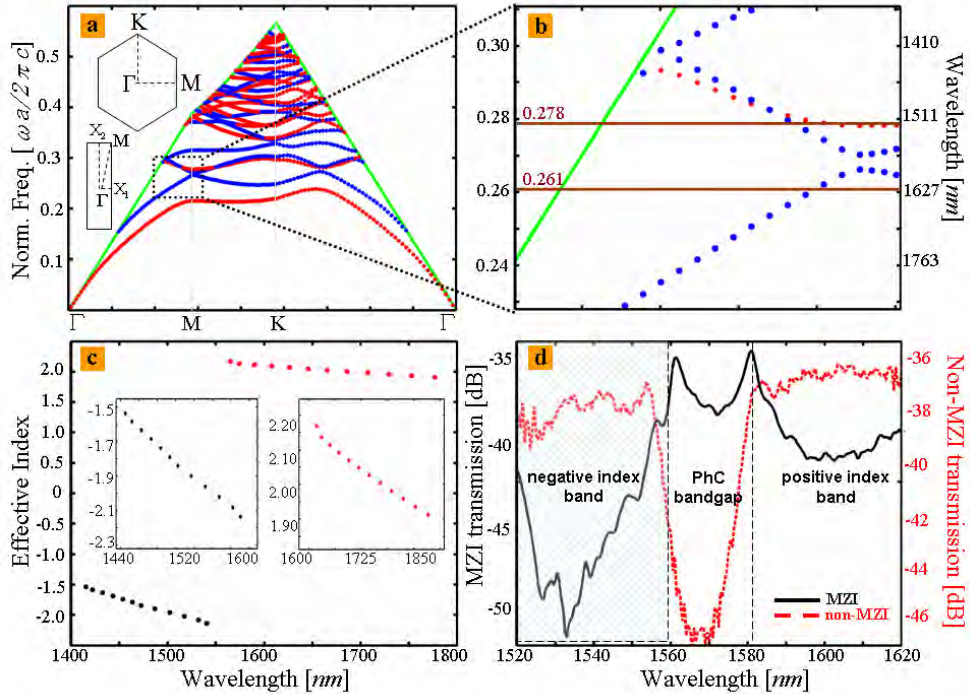 a
K
Γ
M
X2
M
Γ
X1
Norm. Freq. [ωa/2πc]
0.5
0.4
0.3
0.2
0.1
Γ
M
K
Γ
b
0.30
0.28
0.26
0.24
0.278
0.261
1410
1511
1627
1763
Wavelength [nm]
c
Effective Index
2.0
1.5
1.0
0.5
0
-0.5
-1.0
-1.5
-2.0
-1.5
-1.7
-1.9
-2.1
-2.3
1440
1520
1600
2.20
2.10
2.00
1.90
1600
1725
1850
1400
1500
1600
1700
1800
Wavelength [nm]
d
MZI transmission [dB]
-35
-40
-45
-50
negative index
band
PhC
bandgap
positive index
band
MZI
non-MZI
-36
-38
-40
-42
-44
-46
Non-MZI transmission
[dB]
1520
1540
1560
1580
1600
1620
Wavelength [nm]